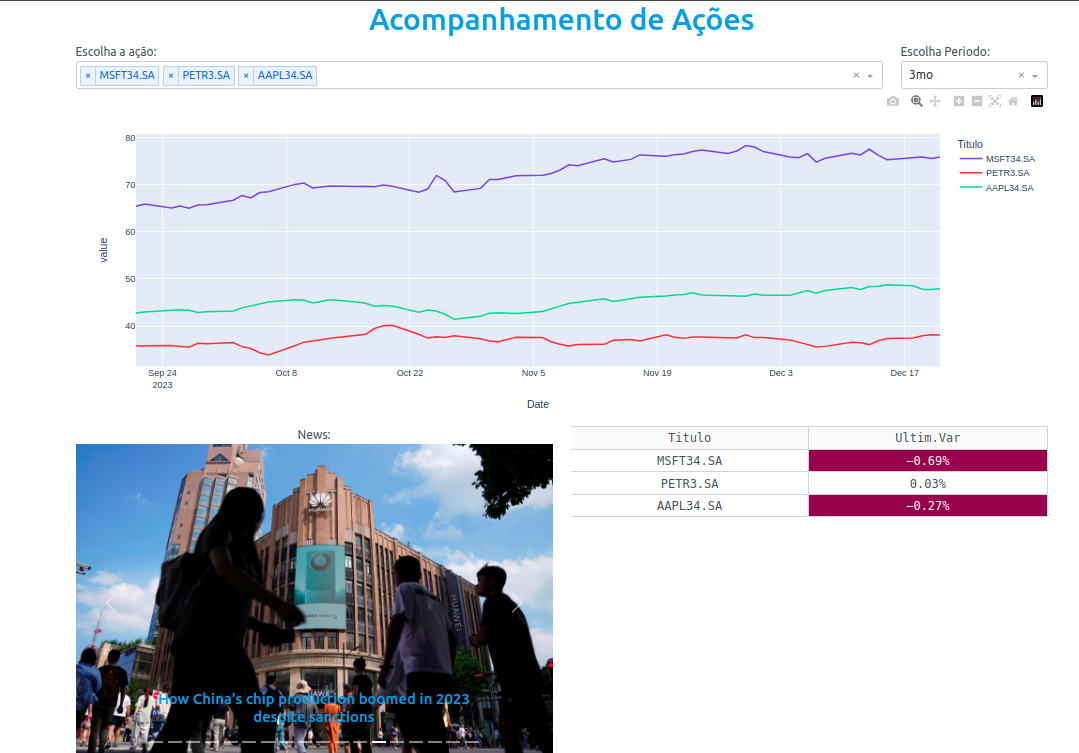 Acompanhamento de Ações
Escolha a ação:
Escolha Periodo:
× MSFT34.SA × PETR3.SA × AAPL34.SA ×
3mo ×
80
70
60
50
40
value
Sep 24
2023
Oct 8
Oct 22
Nov 5
Nov 19
Dec 3
Dec 17
Date
Titulo
MSFT34.SA
PETR3.SA
AAPL34.SA
News:
HUAWEI
HUAWEI
How China's chip production boomed in 2023
despite sanctions
Titulo Ultim.Var
MSFT34.SA −0.69%
PETR3.SA 0.03%
AAPL34.SA −0.27%